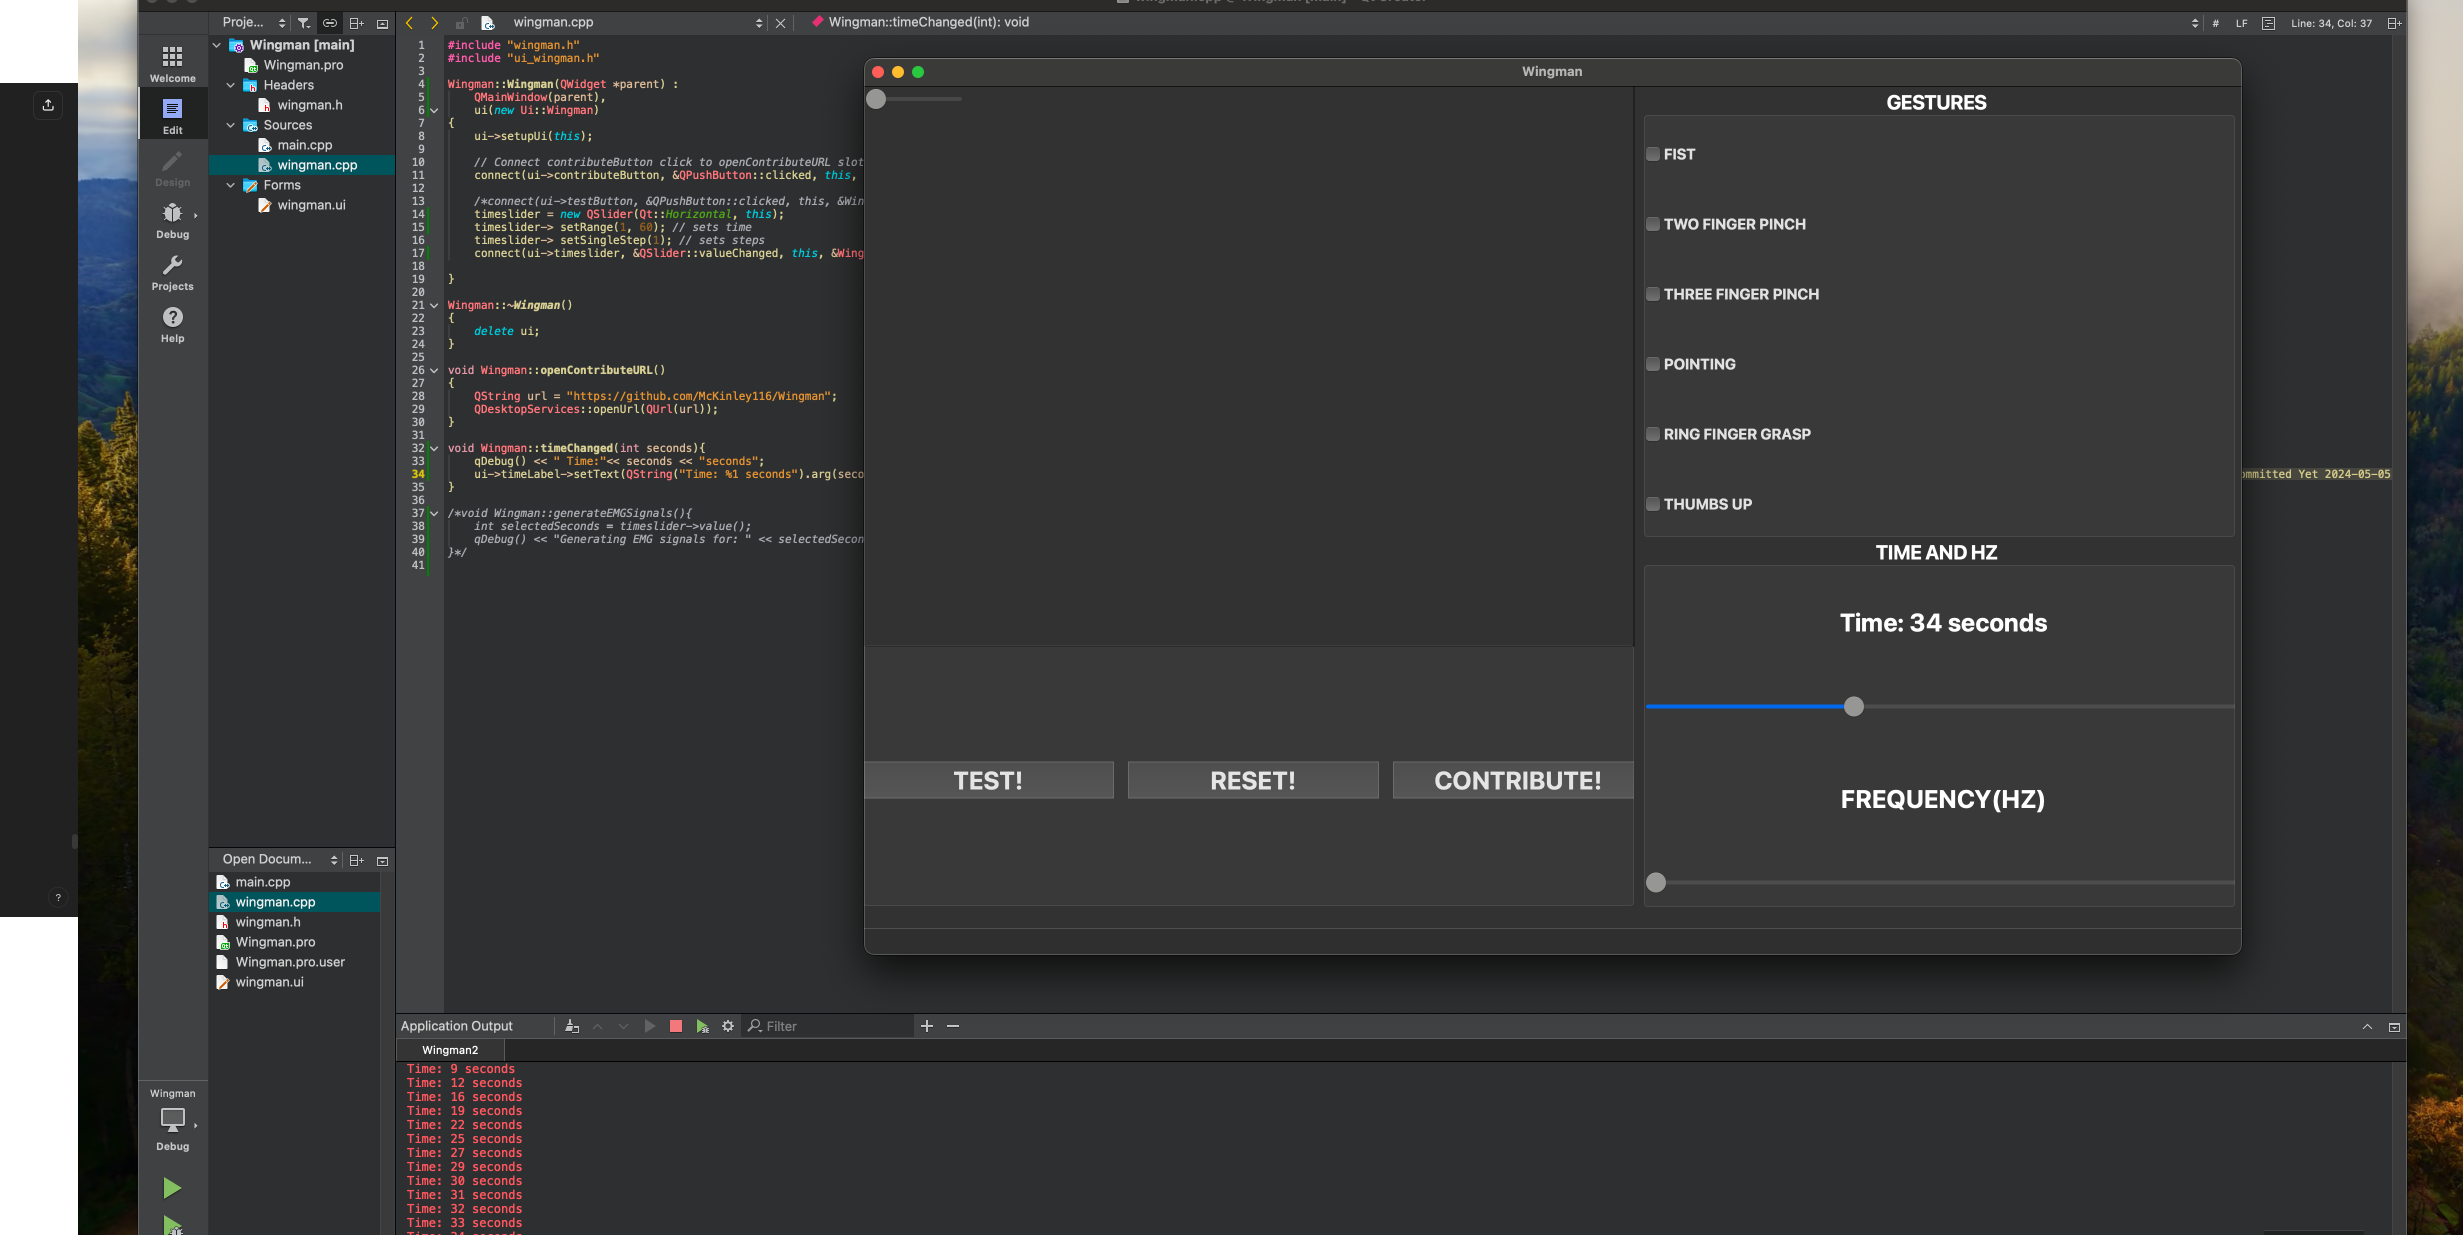 Proje...
wingman.cpp
Wingman::timeChanged(int): void
#
LF
Line: 34, Col: 37
Welcome
Edit
Design
Debug
Projects
Help
Wingman [main]
Wingman.pro
Headers
wingman.h
Sources
main.cpp
wingman.cpp
Forms
wingman.ui
1 #include "wingman.h"
2 #include "ui_wingman.h"
3
4 Wingman::Wingman(QWidget *parent) :
5 QMainWindow(parent),
6 ui(new Ui::Wingman)
7 {
8 ui->setupUi(this);
9
10 // Connect contributeButton click to openContributeURL slot
11 connect(ui->contributeButton, &QPushButton::clicked, this,
12
13 /*connect(ui->testButton, &QPushButton::clicked, this, &Win
14 timeslider = new QSlider(Qt::Horizontal, this);
15 timeslider-> setRange(1, 60); // sets time
16 timeslider-> setSingleStep(1); // sets steps
17 connect(ui->timeslider, &QSlider::valueChanged, this, &Wing
18
19 }
20
21 Wingman::~Wingman()
22 {
23 delete ui;
24 }
25
26 void Wingman::openContributeURL()
27 {
28 QString url = "https://github.com/McKinley116/Wingman";
29 QDesktopServices::openUrl(QUrl(url));
30 }
31
32 void Wingman::timeChanged(int seconds){
33 qDebug() << " Time:"<< seconds << "seconds";
34 ui->timeLabel->setText(QString("Time: %1 seconds").arg(seco
35 }
36
37 /*void Wingman::generateEMGSignals(){
38 int selectedSeconds = timeslider->value();
39 qDebug() << "Generating EMG signals for: " << selectedSecon
40 }*/
41
ommitted Yet 2024-05-05
Wingman
GESTURES
FIST
TWO FINGER PINCH
THREE FINGER PINCH
POINTING
RING FINGER GRASP
THUMBS UP
TIME AND HZ
Time: 34 seconds
FREQUENCY(HZ)
TEST!
RESET!
CONTRIBUTE!
?
Open Docum...
main.cpp
wingman.cpp
wingman.h
Wingman.pro
Wingman.pro.user
wingman.ui
Application Output
Filter
Wingman2
Time: 9 seconds
Time: 12 seconds
Time: 16 seconds
Time: 19 seconds
Time: 22 seconds
Time: 25 seconds
Time: 27 seconds
Time: 29 seconds
Time: 30 seconds
Time: 31 seconds
Time: 32 seconds
Time: 33 seconds
Wingman
Debug